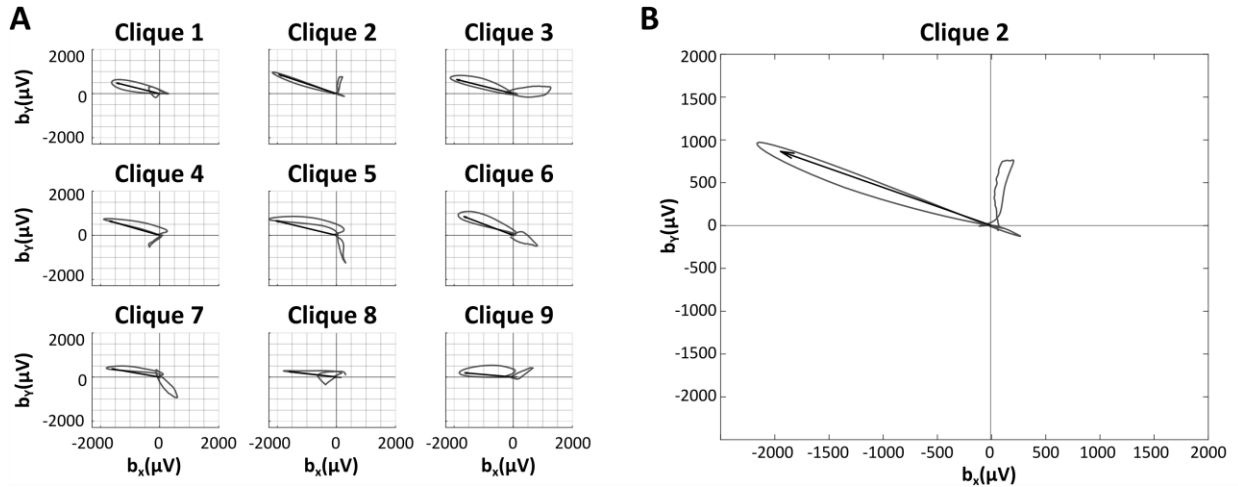 A
Clique 1 Clique 2 Clique 3
2000
0
-2000
bY(µV)
Clique 4 Clique 5 Clique 6
2000
0
-2000
bY(µV)
Clique 7 Clique 8 Clique 9
2000
0
-2000
bY(µV)
-2000 0 2000 -2000 0 2000 -2000 0 2000
bx(µV) bx(µV) bx(µV)
B
Clique 2
2000
1500
1000
500
0
-500
-1000
-1500
-2000
bY(µV)
-2000 -1500 -1000 -500 0 500 1000 1500 2000
bx(µV)